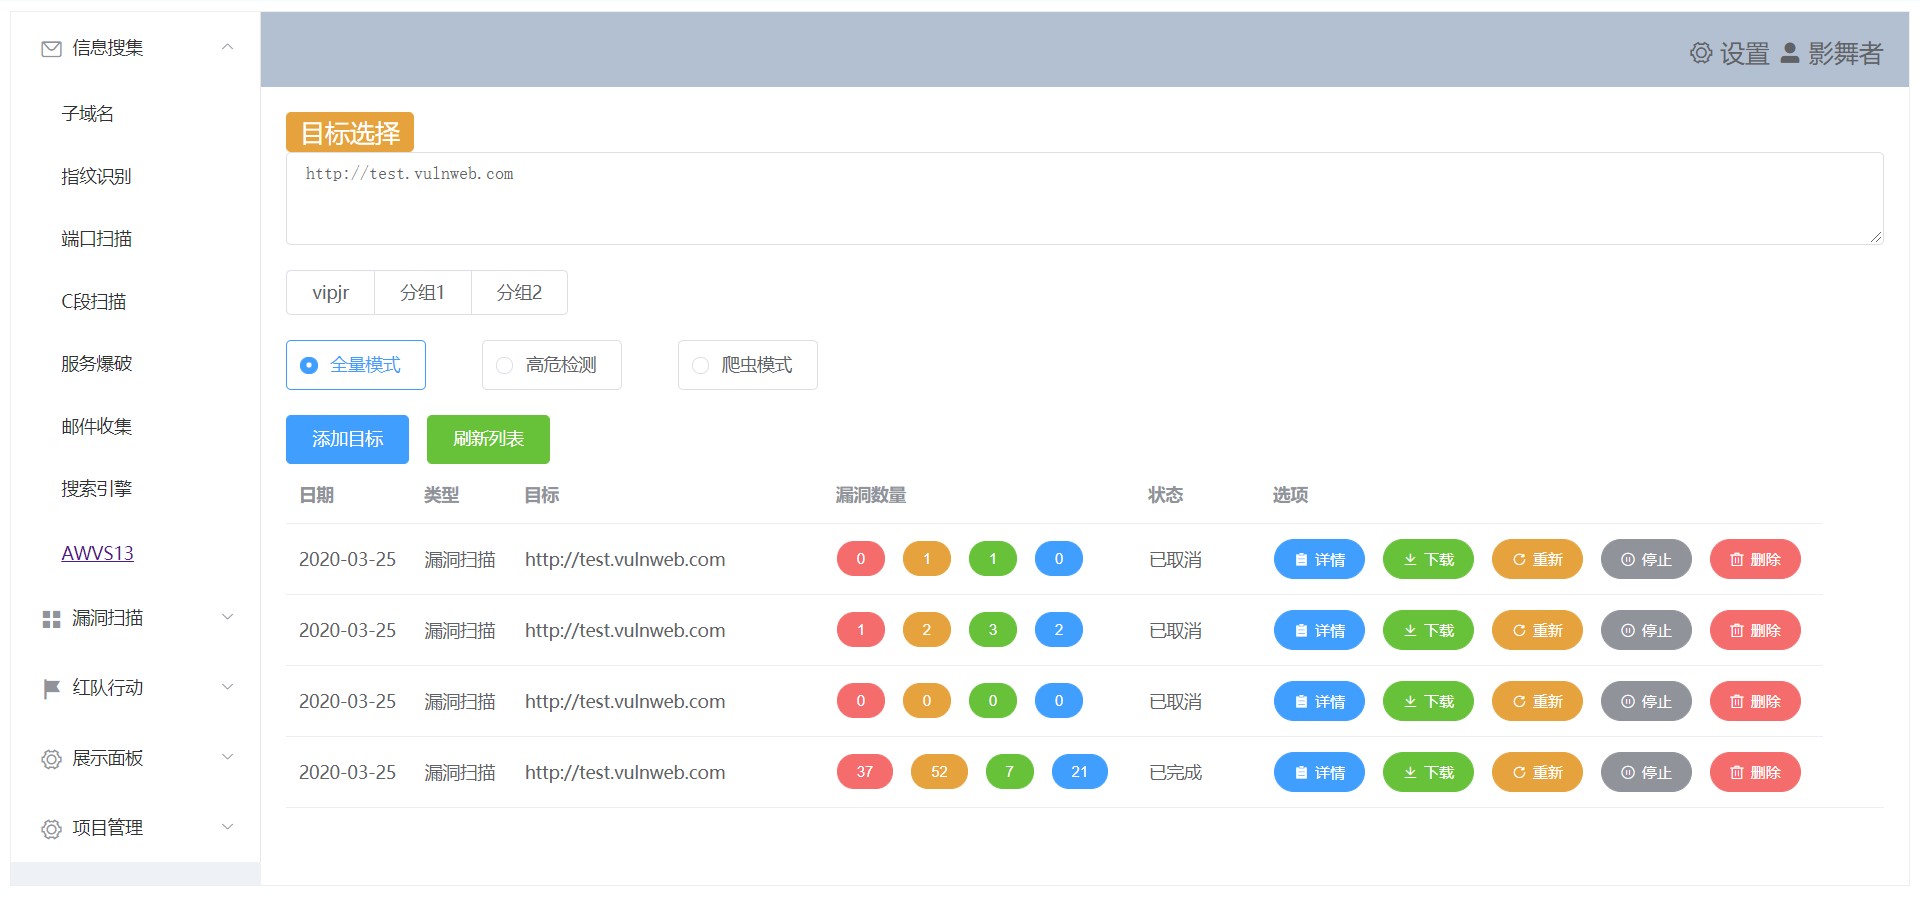 信息搜集
子域名
指纹识别
端口扫描
C段扫描
服务爆破
邮件收集
搜索引擎
AWVS13
漏洞扫描
红队行动
展示面板
项目管理
设置 影舞者
目标选择
http://test.vulnweb.com
vipjr 分组1 分组2
全量模式 高危检测 爬虫模式
添加目标 刷新列表
日期 类型 目标 漏洞数量 状态 选项
2020-03-25 漏洞扫描 http://test.vulnweb.com 0 1 1 0 已取消 详情 下载 重新 停止 删除
2020-03-25 漏洞扫描 http://test.vulnweb.com 1 2 3 2 已取消 详情 下载 重新 停止 删除
2020-03-25 漏洞扫描 http://test.vulnweb.com 0 0 0 0 已取消 详情 下载 重新 停止 删除
2020-03-25 漏洞扫描 http://test.vulnweb.com 37 52 7 21 已完成 详情 下载 重新 停止 删除